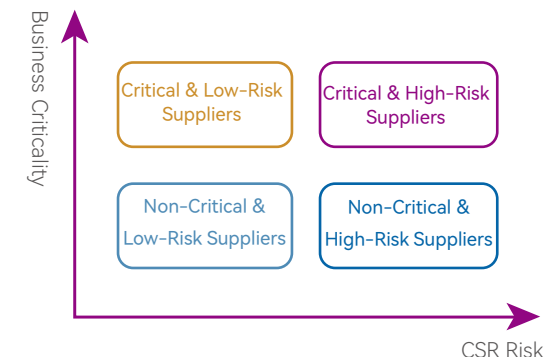 Business Criticality
Critical & Low-Risk
Suppliers
Critical & High-Risk
Suppliers
Non-Critical &
Low-Risk Suppliers
Non-Critical &
High-Risk Suppliers
CSR Risk